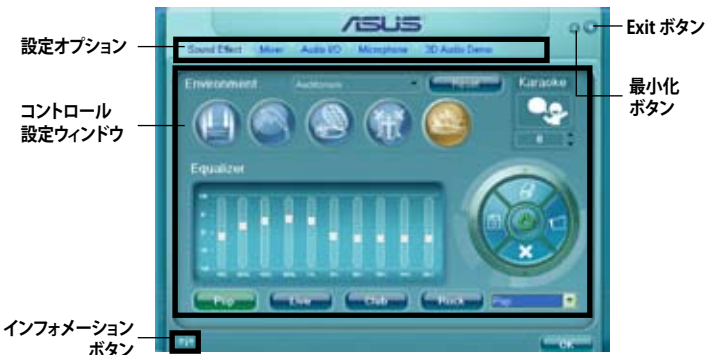 ASUS
Exit ボタン
設定オプション
Sound Effect Mixer Audio I/O Microphone 3D Audio Demo
最小化
ボタン
Environment Auditorium Reset Karaoke
コントロール
設定ウィンドウ
0
Equalizer
Pop Live Club Rock Pop
インフォメーション
ボタン
OK